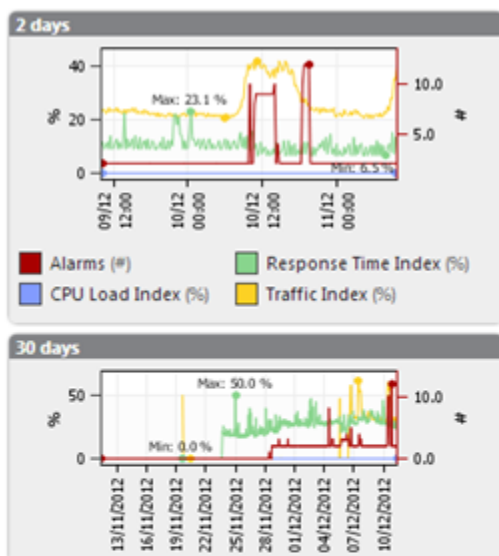 2 days
40
20
0
%
10.0
5.0
#
Max: 23.1 %
Min: 6.5 %
09/12 12:00
10/12 00:00
10/12 12:00
11/12 00:00
Alarms (#)
Response Time Index (%)
CPU Load Index (%)
Traffic Index (%)
30 days
50
0
%
10.0
0.0
#
Max: 50.0 %
Min: 0.0 %
13/11/2012
16/11/2012
19/11/2012
22/11/2012
25/11/2012
28/11/2012
01/12/2012
04/12/2012
07/12/2012
10/12/2012